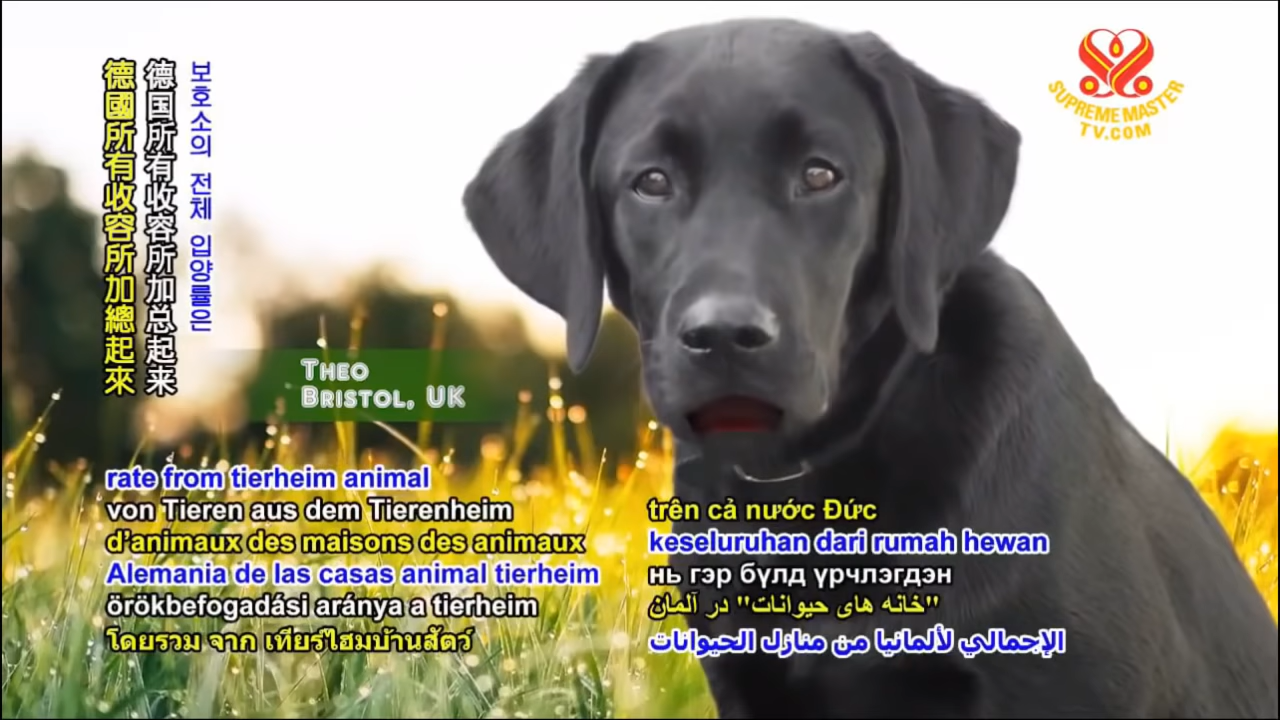 德國所有收容所加總起來
德国所有收容所加总起来
보호소의 전체 입양률은
SUPREME MASTER
TV.COM
THEO
BRISTOL, UK
rate from tierheim animal
von Tieren aus dem Tierenheim
d'animaux des maisons des animaux
Alemania de las casas animal tierheim
örökbefogadási aránya a tierheim
โดยรวม จาก เทียร์ไฮมบ้านสัตว์
trên cả nước Đức
keseluruhan dari rumah hewan
нь гэр бүлд үрчлэгдэн
"خانه های حیوانات" در آلمان
الإجمالي لألمانيا من منازل الحيوانات